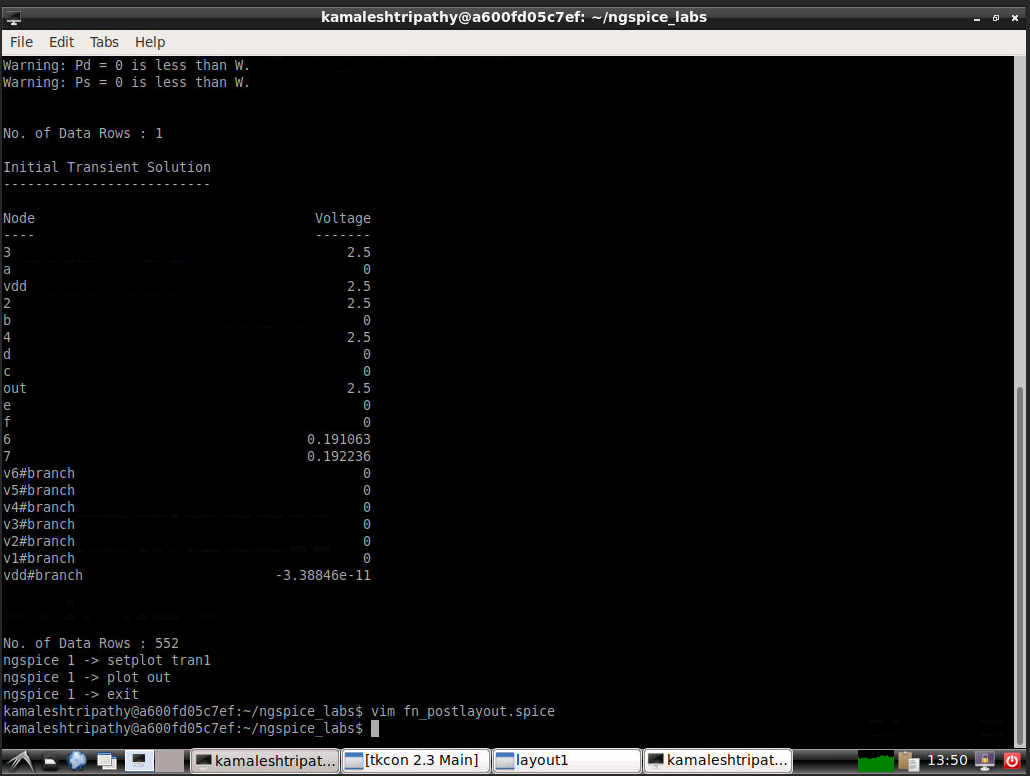 kamaleshtripathy@a600fd05c7ef: ~/ngspice_labs
File Edit Tabs Help
Warning: Pd = 0 is less than W.
Warning: Ps = 0 is less than W.
No. of Data Rows : 1
Initial Transient Solution
--------------------------
Node Voltage
---- -------
3 2.5
a 0
vdd 2.5
2 2.5
b 0
4 2.5
d 0
c 0
out 2.5
e 0
f 0
6 0.191063
7 0.192236
v6#branch 0
v5#branch 0
v4#branch 0
v3#branch 0
v2#branch 0
v1#branch 0
vdd#branch -3.38846e-11
No. of Data Rows : 552
ngspice 1 -> setplot tran1
ngspice 1 -> plot out
ngspice 1 -> exit
kamaleshtripathy@a600fd05c7ef:~/ngspice_labs$ vim fn_postlayout.spice
kamaleshtripathy@a600fd05c7ef:~/ngspice_labs$
kamaleshtripat... [tkcon 2.3 Main] layout1 kamaleshtripat... 13:50